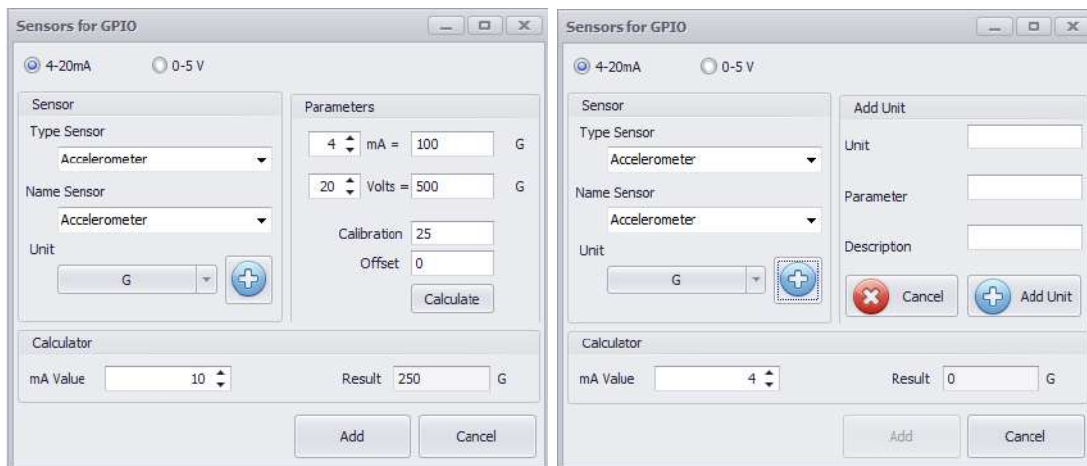 Sensors for GPIO
4-20mA 0-5 V
Sensor
Type Sensor
Accelerometer
Name Sensor
Accelerometer
Unit
G
Parameters
4 mA = 100 G
20 Volts = 500 G
Calibration 25
Offset 0
Calculate
Calculator
mA Value 10 Result 250 G
Add Cancel
Sensors for GPIO
4-20mA 0-5 V
Sensor
Type Sensor
Accelerometer
Name Sensor
Accelerometer
Unit
G
Add Unit
Unit
Parameter
Description
Cancel Add Unit
Calculator
mA Value 4 Result 0 G
Add Cancel